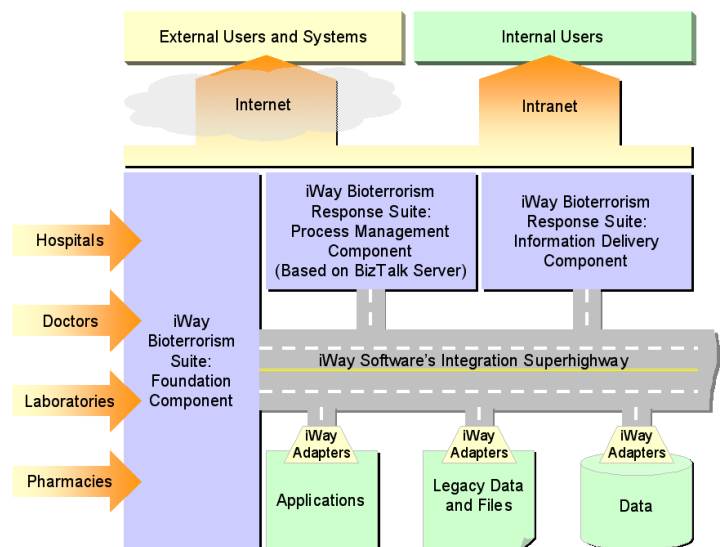 External Users and Systems
Internal Users
Internet
Intranet
iWay Bioterrorism
Response Suite:
Process Management
Component
(Based on BizTalk Server)
iWay Bioterrorism
Response Suite:
Information Delivery
Component
Hospitals
Doctors
Laboratories
Pharmacies
iWay
Bioterrorism
Suite:
Foundation
Component
iWay Software's Integration Superhighway
iWay
Adapters
iWay
Adapters
iWay
Adapters
Applications
Legacy Data
and Files
Data